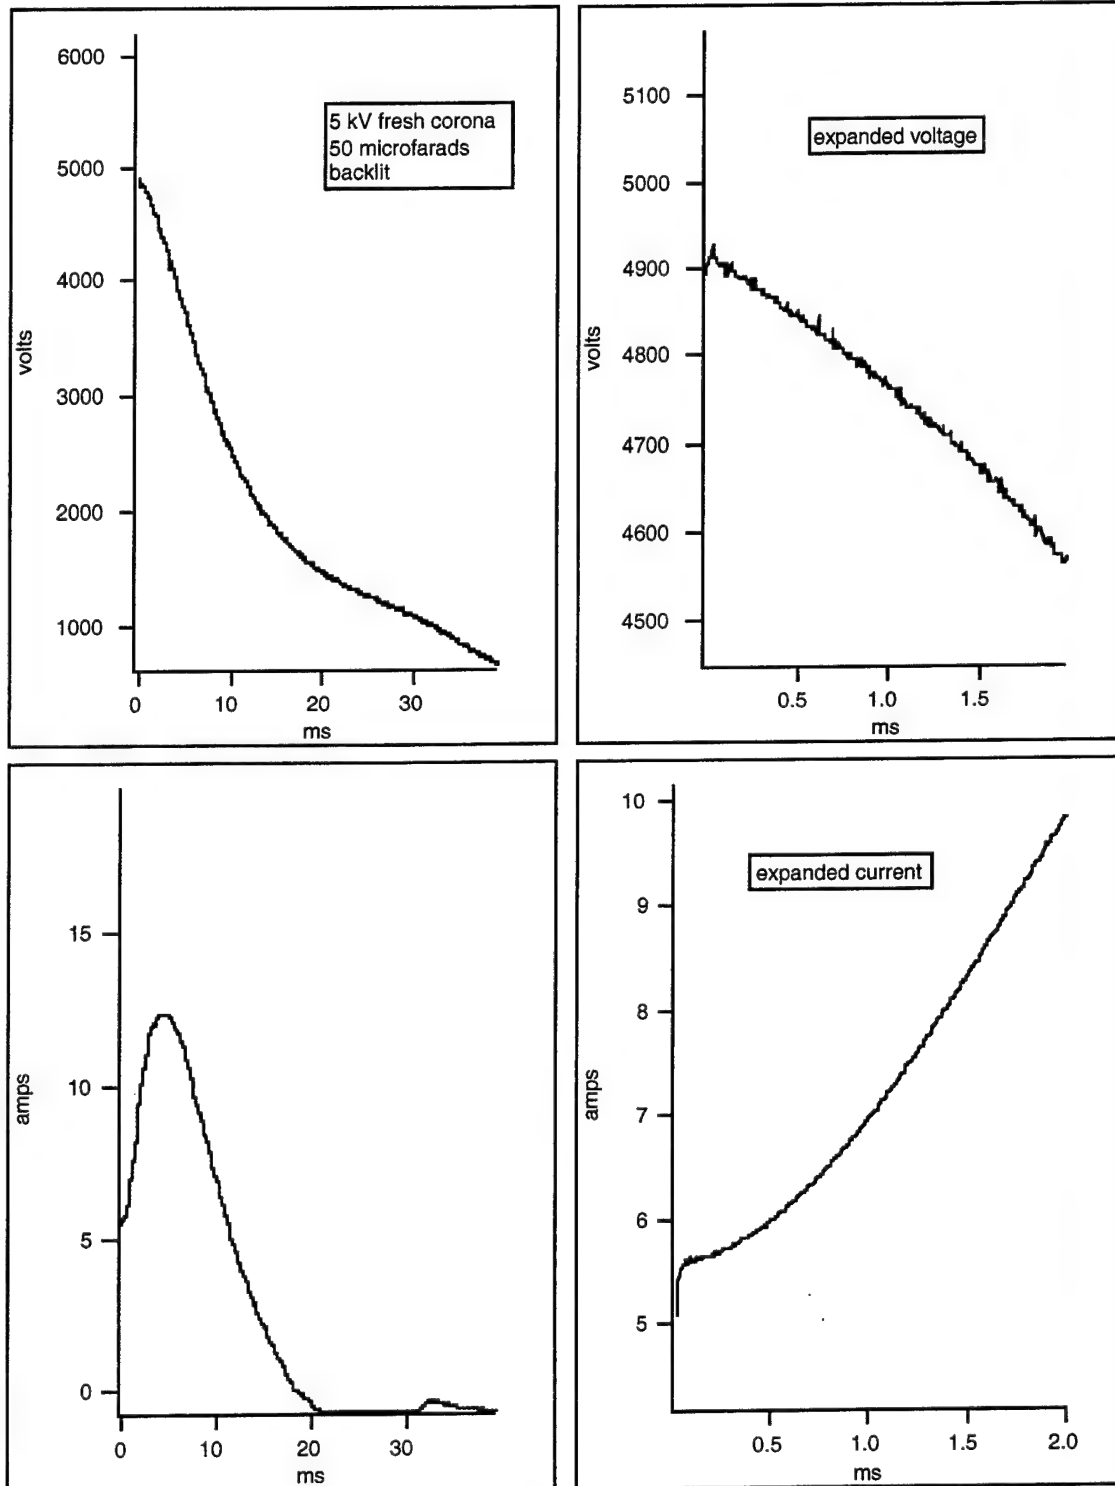 6000
5000
4000
3000
2000
1000
volts
5 kV fresh corona
50 microfarads
backlit
0
10
20
30
ms
5100
5000
4900
4800
4700
4600
4500
volts
expanded voltage
0.5
1.0
1.5
ms
15
10
5
0
amps
0
10
20
30
ms
10
9
8
7
6
5
amps
expanded current
0.5
1.0
1.5
2.0
ms